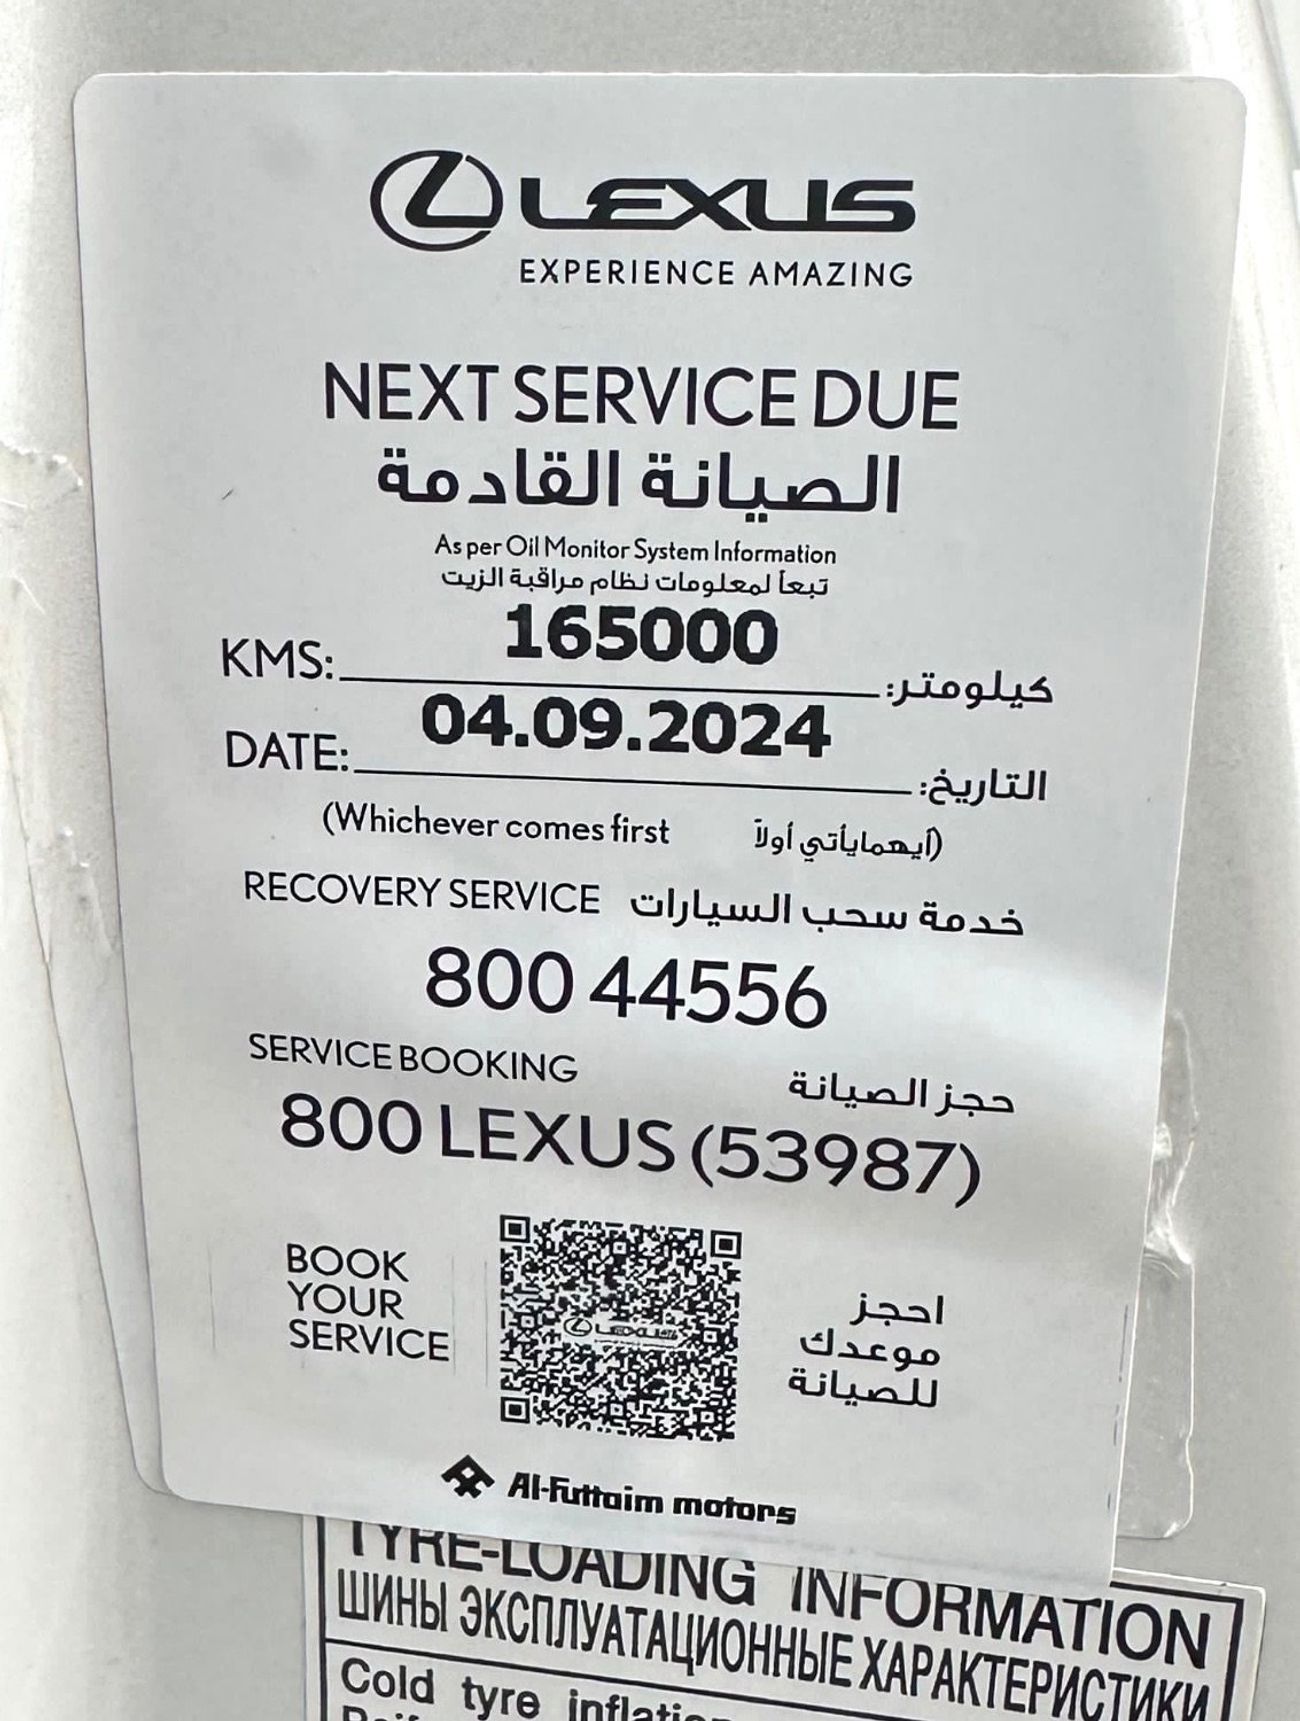 LEXUS
EXPERIENCE AMAZING
NEXT SERVICE DUE
الصيانة القادمة
As per Oil Monitor System Information
تبعاً لمعلومات نظام مراقبة الزيت
KMS: 165000 كيلومتر:
DATE: 04.09.2024 التاريخ:
(Whichever comes first أيهمايأتي أولاً)
RECOVERY SERVICE خدمة سحب السيارات
800 44556
SERVICE BOOKING حجز الصيانة
800 LEXUS (53987)
BOOK
YOUR
SERVICE
LEXUS
احجز
موعدك
للصيانة
Al-Futtaim motors
TYRE-LOADING INFORMATION
ШИНЫ ЭКСПЛУАТАЦИОННЫЕ ХАРАКТЕРИСТИКИ
Cold tyre